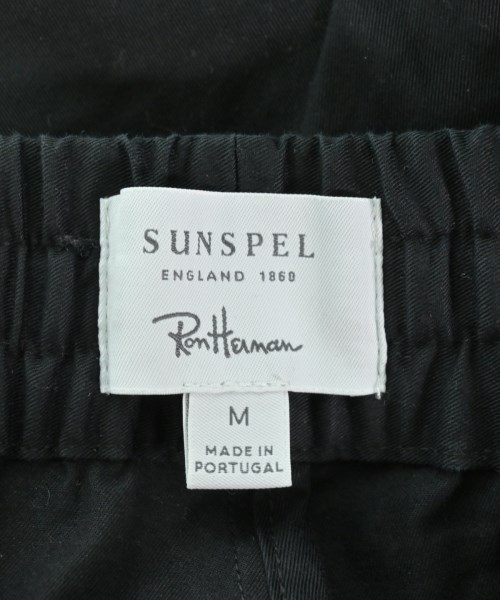 SUNSPEL
ENGLAND 1860
Ron Herman
M
MADE IN
PORTUGAL